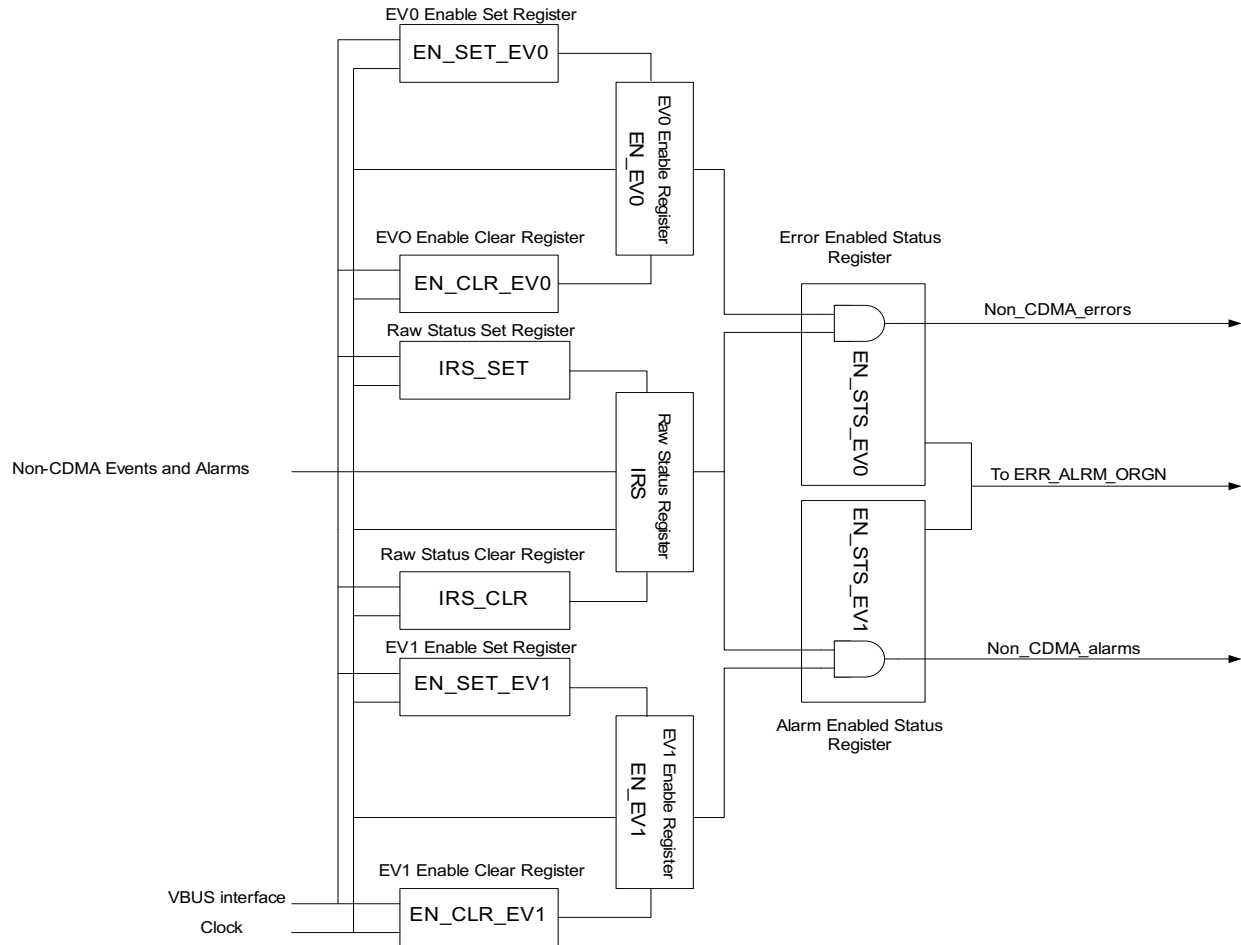 EV0 Enable Set Register
EN_SET_EV0
EV0 Enable Register
EN_EV0
EVO Enable Clear Register
EN_CLR_EV0
Error Enabled Status
Register
Non_CDMA_errors
EN_STS_EV0
Raw Status Set Register
IRS_SET
Raw Status Register
IRS
Non-CDMA Events and Alarms
To ERR_ALRM_ORGN
Raw Status Clear Register
IRS_CLR
EN_STS_EV1
Non_CDMA_alarms
Alarm Enabled Status
Register
EV1 Enable Set Register
EN_SET_EV1
EV1 Enable Register
EN_EV1
EV1 Enable Clear Register
EN_CLR_EV1
VBUS interface
Clock